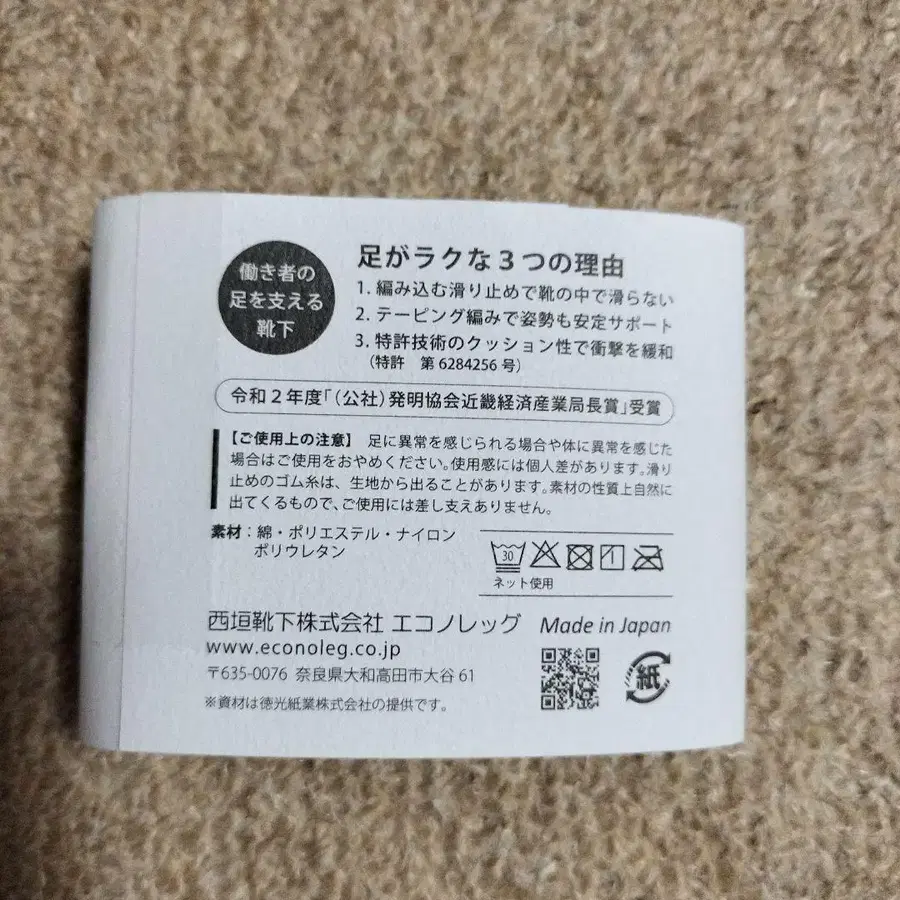 働き者の
足を支える
靴下
足がラクな3つの理由
1. 編み込む滑り止めで靴の中で滑らない
2. テーピング編みで姿勢も安定サポート
3. 特許技術のクッション性で衝撃を緩和
（特許　第 6284256 号）
令和2年度「（公社）発明協会近畿経済産業局長賞」受賞
【ご使用上の注意】　足に異常を感じられる場合や体に異常を感じた
場合はご使用をおやめください。使用感には個人差があります。滑り
止めのゴム糸は、生地から出ることがあります。素材の性質上自然に
出てくるもので、ご使用には差し支えありません。
素材：綿・ポリエステル・ナイロン
ポリウレタン
30
ネット使用
西垣靴下株式会社 エコノレッグ Made in Japan
www.econoleg.co.jp
〒635-0076 奈良県大和高田市大谷 61
※資材は徳光紙業株式会社の提供です。
紙